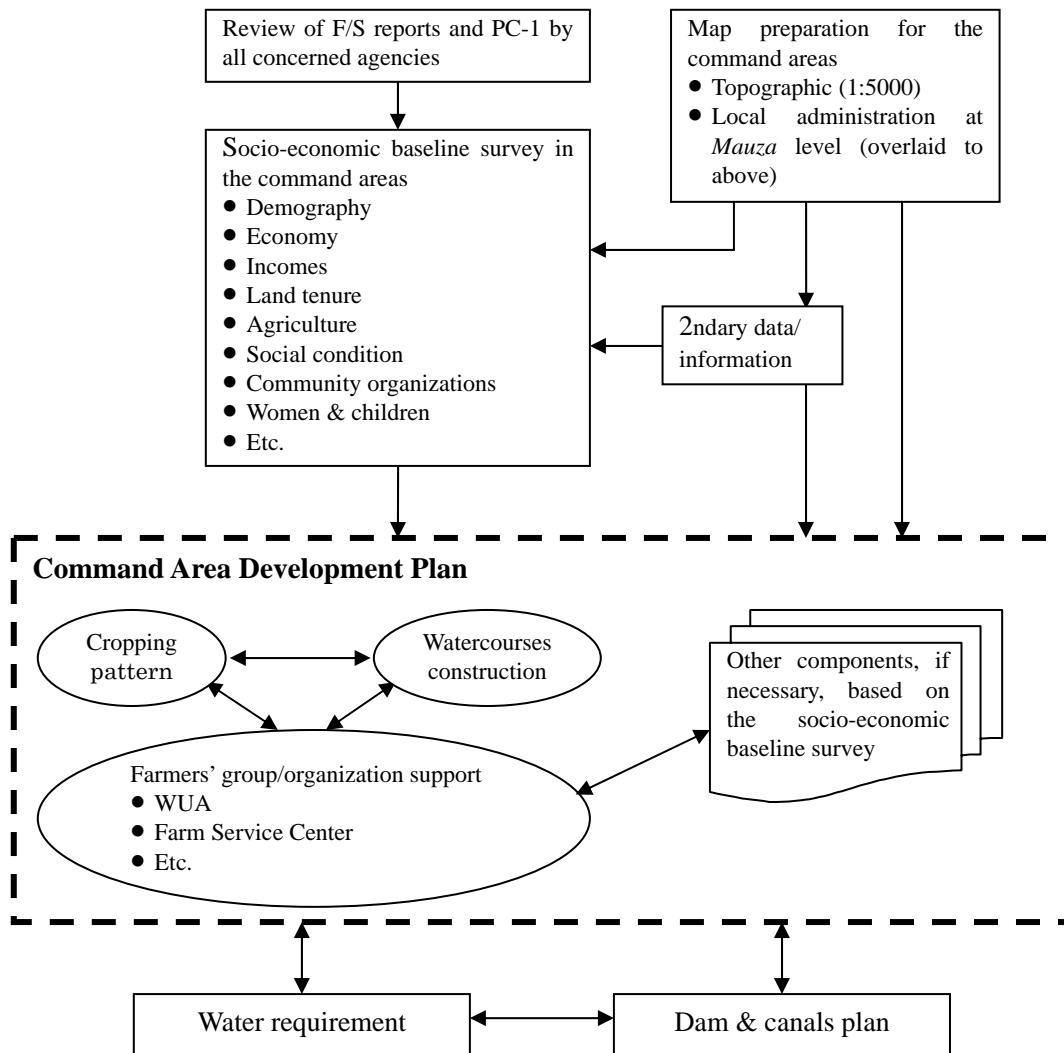 Review of F/S reports and PC-1 by
all concerned agencies
Map preparation for the
command areas
● Topographic (1:5000)
● Local administration at
Mauza level (overlaid to
above)
Socio-economic baseline survey in
the command areas
● Demography
● Economy
● Incomes
● Land tenure
● Agriculture
● Social condition
● Community organizations
● Women & children
● Etc.
2ndary data/
information
Command Area Development Plan
Cropping
pattern
Watercourses
construction
Other components, if
necessary, based on
the socio-economic
baseline survey
Farmers' group/organization support
● WUA
● Farm Service Center
● Etc.
Water requirement
Dam & canals plan